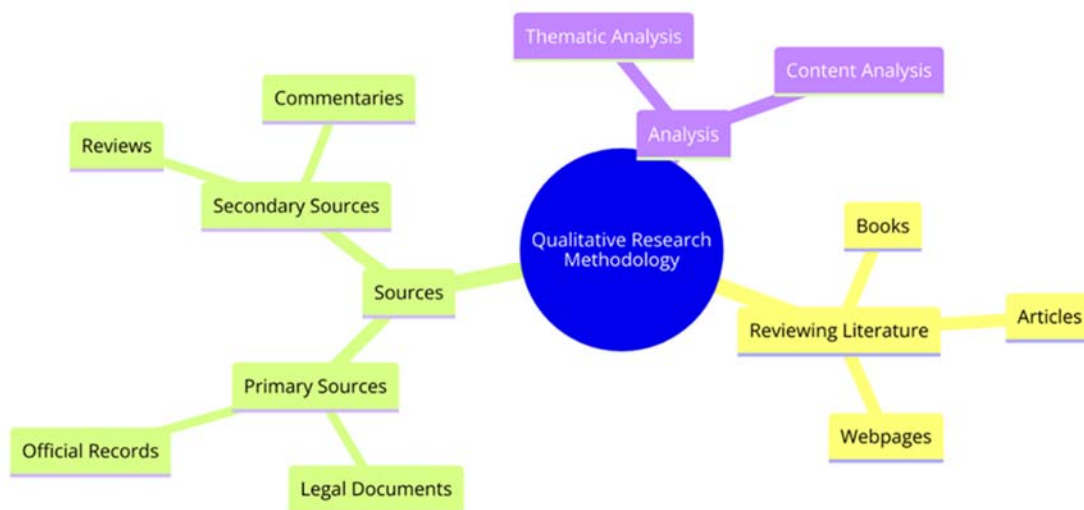 Thematic Analysis
Content Analysis
Commentaries
Analysis
Reviews
Secondary Sources
Books
Qualitative Research
Methodology
Sources
Articles
Reviewing Literature
Primary Sources
Webpages
Official Records
Legal Documents